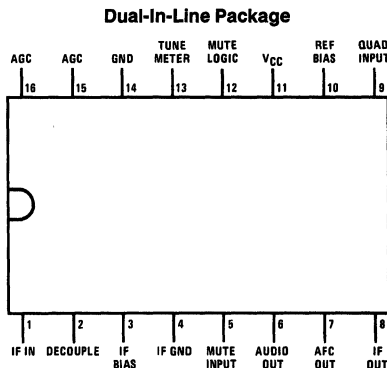 Dual-In-Line Package
TUNE MUTE REF QUAD
AGC AGC GND METER LOGIC VCC BIAS INPUT
16 15 14 13 12 11 10 9
1 2 3 4 5 6 7 8
IF IN DECOUPLE IF IF GND MUTE AUDIO AFC IF
BIAS INPUT OUT OUT OUT